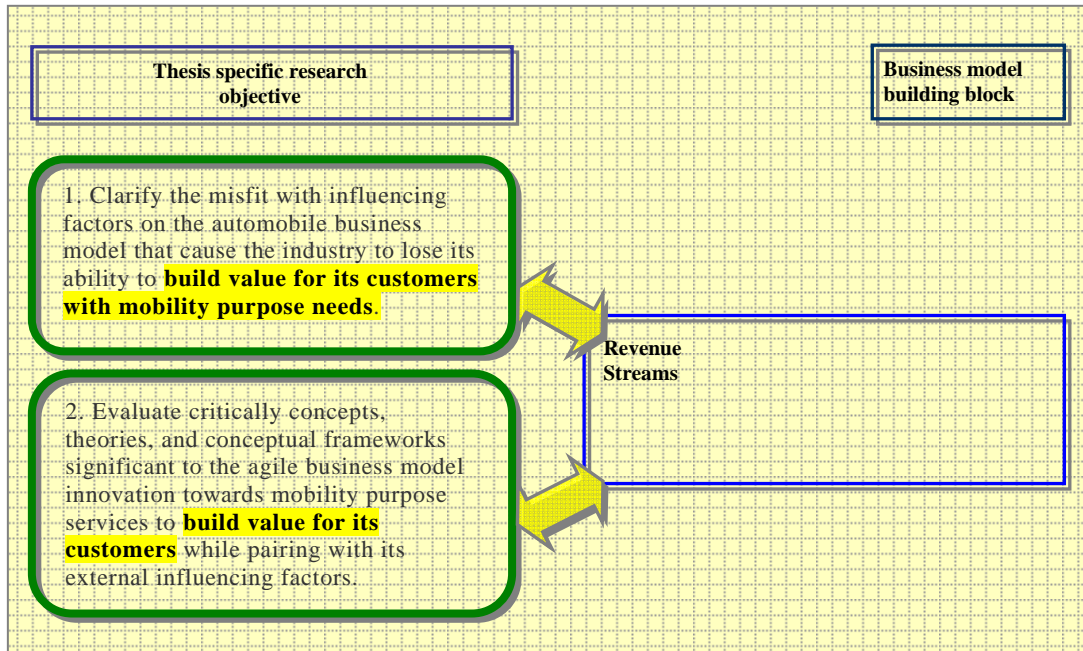 Thesis specific research
objective
Business model
building block
1. Clarify the misfit with influencing
factors on the automobile business
model that cause the industry to lose its
ability to build value for its customers
with mobility purpose needs.
Revenue
Streams
2. Evaluate critically concepts,
theories, and conceptual frameworks
significant to the agile business model
innovation towards mobility purpose
services to build value for its
customers while pairing with its
external influencing factors.